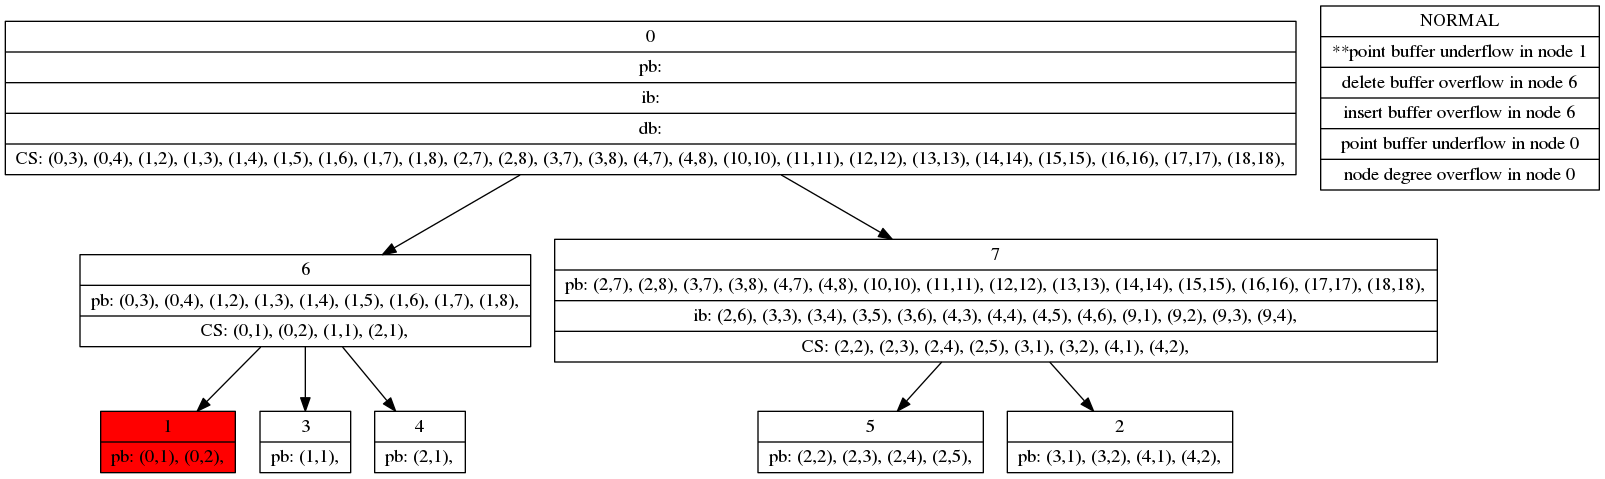 0
pb:
ib:
db:
CS: (0,3), (0,4), (1,2), (1,3), (1,4), (1,5), (1,6), (1,7), (1,8), (2,7), (2,8), (3,7), (3,8), (4,7), (4,8), (10,10), (11,11), (12,12), (13,13), (14,14), (15,15), (16,16), (17,17), (18,18),
NORMAL
**point buffer underflow in node 1
delete buffer overflow in node 6
insert buffer overflow in node 6
point buffer underflow in node 0
node degree overflow in node 0
6
pb: (0,3), (0,4), (1,2), (1,3), (1,4), (1,5), (1,6), (1,7), (1,8),
CS: (0,1), (0,2), (1,1), (2,1),
7
pb: (2,7), (2,8), (3,7), (3,8), (4,7), (4,8), (10,10), (11,11), (12,12), (13,13), (14,14), (15,15), (16,16), (17,17), (18,18),
ib: (2,6), (3,3), (3,4), (3,5), (3,6), (4,3), (4,4), (4,5), (4,6), (9,1), (9,2), (9,3), (9,4),
CS: (2,2), (2,3), (2,4), (2,5), (3,1), (3,2), (4,1), (4,2),
1
pb: (0,1), (0,2),
3
pb: (1,1),
4
pb: (2,1),
5
pb: (2,2), (2,3), (2,4), (2,5),
2
pb: (3,1), (3,2), (4,1), (4,2),